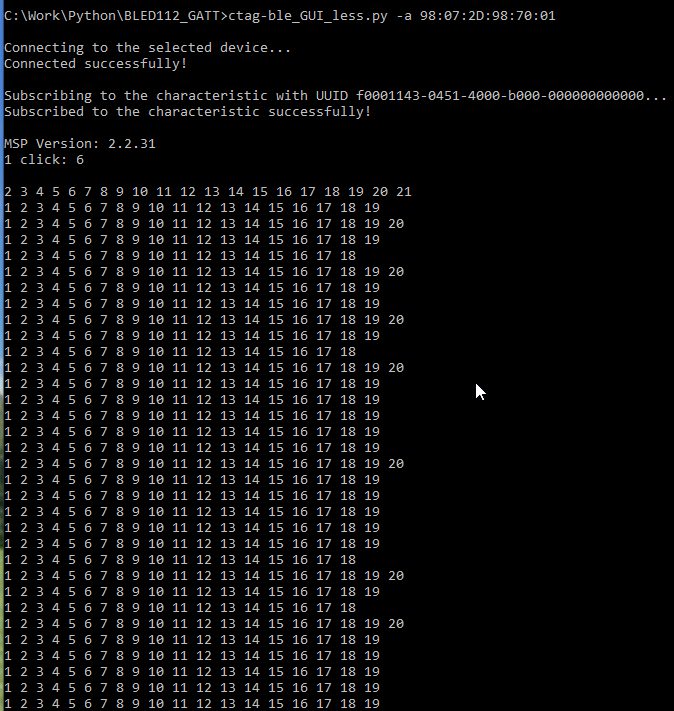 C:\Work\Python\BLED112_GATT>ctag-ble_GUI_less.py -a 98:07:2D:98:70:01
Connecting to the selected device...
Connected successfully!
Subscribing to the characteristic with UUID f0001143-0451-4000-b000-000000000000...
Subscribed to the characteristic successfully!
MSP Version: 2.2.31
1 click: 6
2 3 4 5 6 7 8 9 10 11 12 13 14 15 16 17 18 19 20 21
1 2 3 4 5 6 7 8 9 10 11 12 13 14 15 16 17 18 19
1 2 3 4 5 6 7 8 9 10 11 12 13 14 15 16 17 18 19 20
1 2 3 4 5 6 7 8 9 10 11 12 13 14 15 16 17 18 19
1 2 3 4 5 6 7 8 9 10 11 12 13 14 15 16 17 18
1 2 3 4 5 6 7 8 9 10 11 12 13 14 15 16 17 18 19 20
1 2 3 4 5 6 7 8 9 10 11 12 13 14 15 16 17 18 19
1 2 3 4 5 6 7 8 9 10 11 12 13 14 15 16 17 18 19
1 2 3 4 5 6 7 8 9 10 11 12 13 14 15 16 17 18 19 20
1 2 3 4 5 6 7 8 9 10 11 12 13 14 15 16 17 18 19
1 2 3 4 5 6 7 8 9 10 11 12 13 14 15 16 17 18
1 2 3 4 5 6 7 8 9 10 11 12 13 14 15 16 17 18 19 20
1 2 3 4 5 6 7 8 9 10 11 12 13 14 15 16 17 18 19
1 2 3 4 5 6 7 8 9 10 11 12 13 14 15 16 17 18 19
1 2 3 4 5 6 7 8 9 10 11 12 13 14 15 16 17 18 19
1 2 3 4 5 6 7 8 9 10 11 12 13 14 15 16 17 18 19
1 2 3 4 5 6 7 8 9 10 11 12 13 14 15 16 17 18 19
1 2 3 4 5 6 7 8 9 10 11 12 13 14 15 16 17 18 19 20
1 2 3 4 5 6 7 8 9 10 11 12 13 14 15 16 17 18 19
1 2 3 4 5 6 7 8 9 10 11 12 13 14 15 16 17 18 19
1 2 3 4 5 6 7 8 9 10 11 12 13 14 15 16 17 18 19
1 2 3 4 5 6 7 8 9 10 11 12 13 14 15 16 17 18 19
1 2 3 4 5 6 7 8 9 10 11 12 13 14 15 16 17 18 19
1 2 3 4 5 6 7 8 9 10 11 12 13 14 15 16 17 18
1 2 3 4 5 6 7 8 9 10 11 12 13 14 15 16 17 18 19 20
1 2 3 4 5 6 7 8 9 10 11 12 13 14 15 16 17 18 19
1 2 3 4 5 6 7 8 9 10 11 12 13 14 15 16 17 18
1 2 3 4 5 6 7 8 9 10 11 12 13 14 15 16 17 18 19 20
1 2 3 4 5 6 7 8 9 10 11 12 13 14 15 16 17 18 19
1 2 3 4 5 6 7 8 9 10 11 12 13 14 15 16 17 18 19
1 2 3 4 5 6 7 8 9 10 11 12 13 14 15 16 17 18 19
1 2 3 4 5 6 7 8 9 10 11 12 13 14 15 16 17 18 19
1 2 3 4 5 6 7 8 9 10 11 12 13 14 15 16 17 18 19